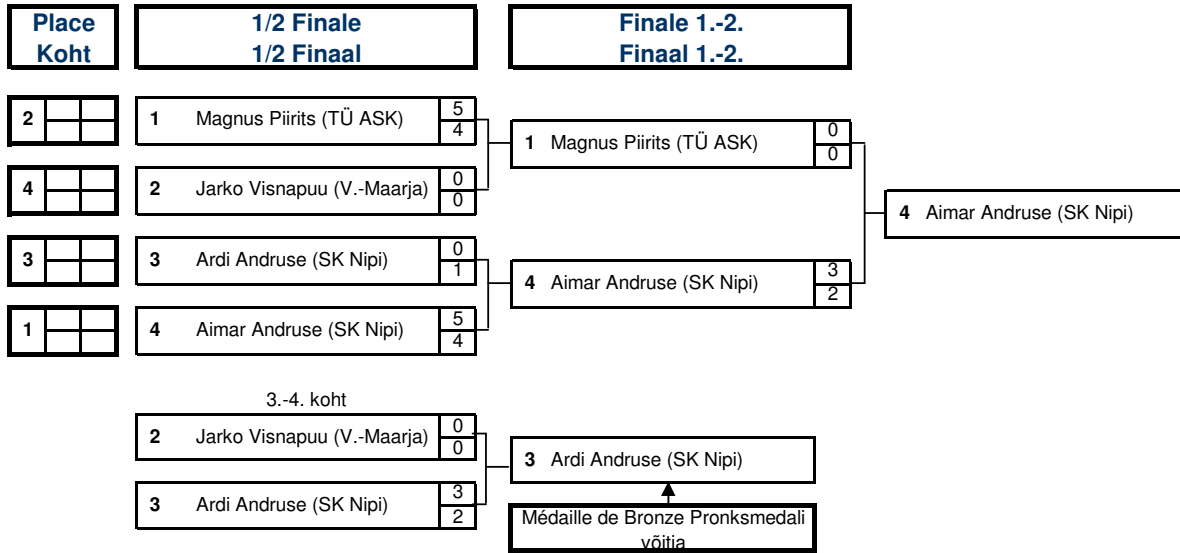 Place
Koht
1/2 Finale
1/2 Finaal
Finale 1.-2.
Finaal 1.-2.
2
1 Magnus Piirits (TÜ ASK) 5
4
1 Magnus Piirits (TÜ ASK) 0
0
4
2 Jarko Visnapuu (V.-Maarja) 0
0
4 Aimar Andruse (SK Nipi)
3
3 Ardi Andruse (SK Nipi) 0
1
4 Aimar Andruse (SK Nipi) 3
2
1
4 Aimar Andruse (SK Nipi) 5
4
3.-4. koht
2 Jarko Visnapuu (V.-Maarja) 0
0
3 Ardi Andruse (SK Nipi)
3 Ardi Andruse (SK Nipi) 3
2
Médaille de Bronze Pronksmedali
võitja